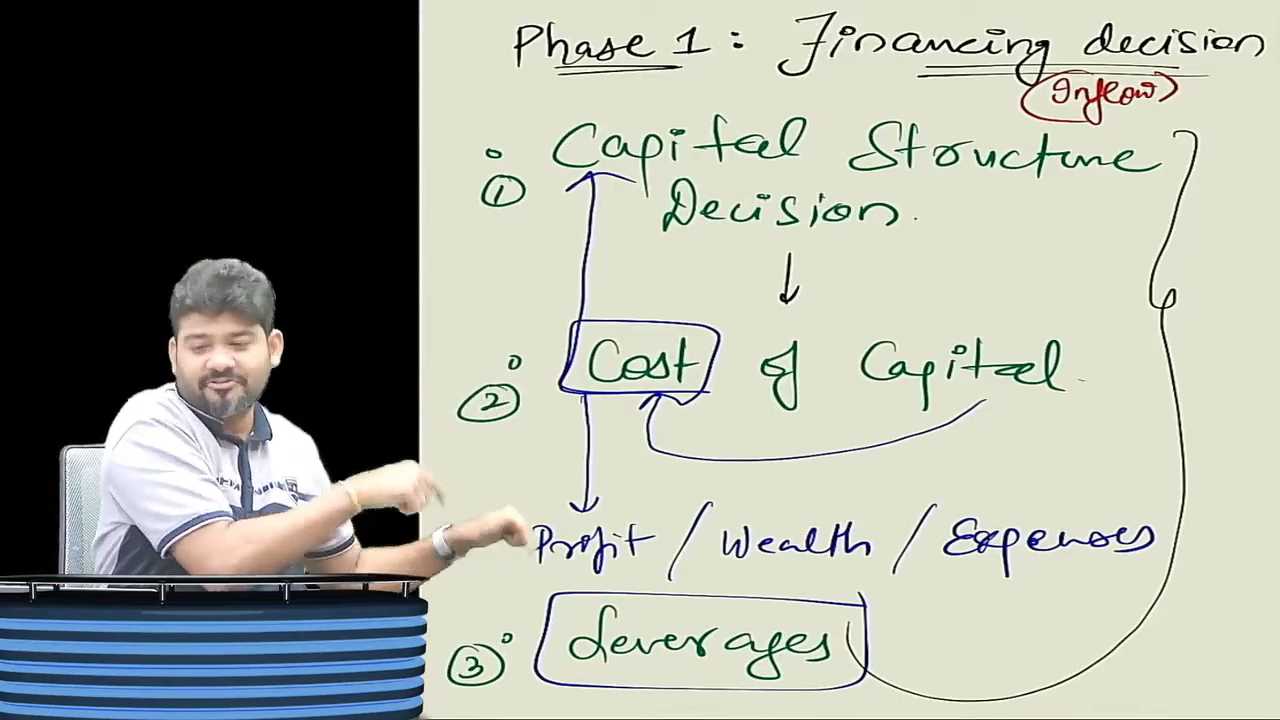 Phase 1 : Financing decision
(Inflow)
① Capital Structure
Decision.
② Cost of Capital
Profit / Wealth / Expenses
③ Leverages